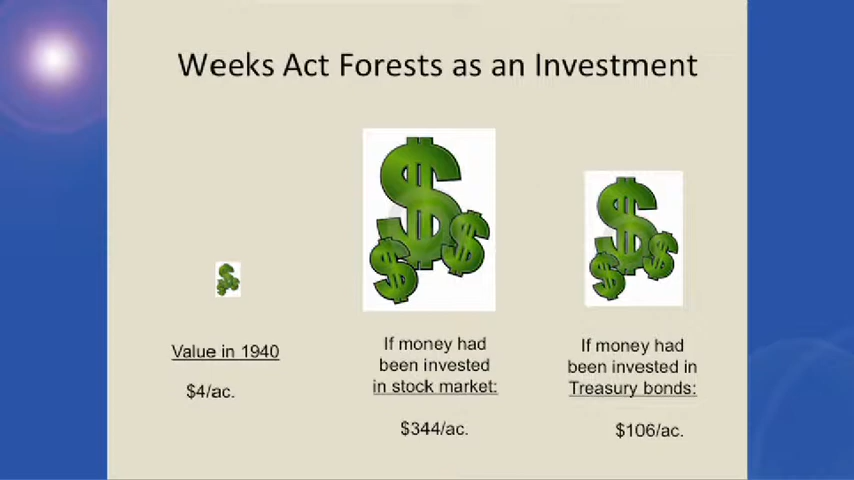 Weeks Act Forests as an Investment
Value in 1940
$4/ac.
If money had
been invested
in stock market:
$344/ac.
If money had
been invested in
Treasury bonds:
$106/ac.